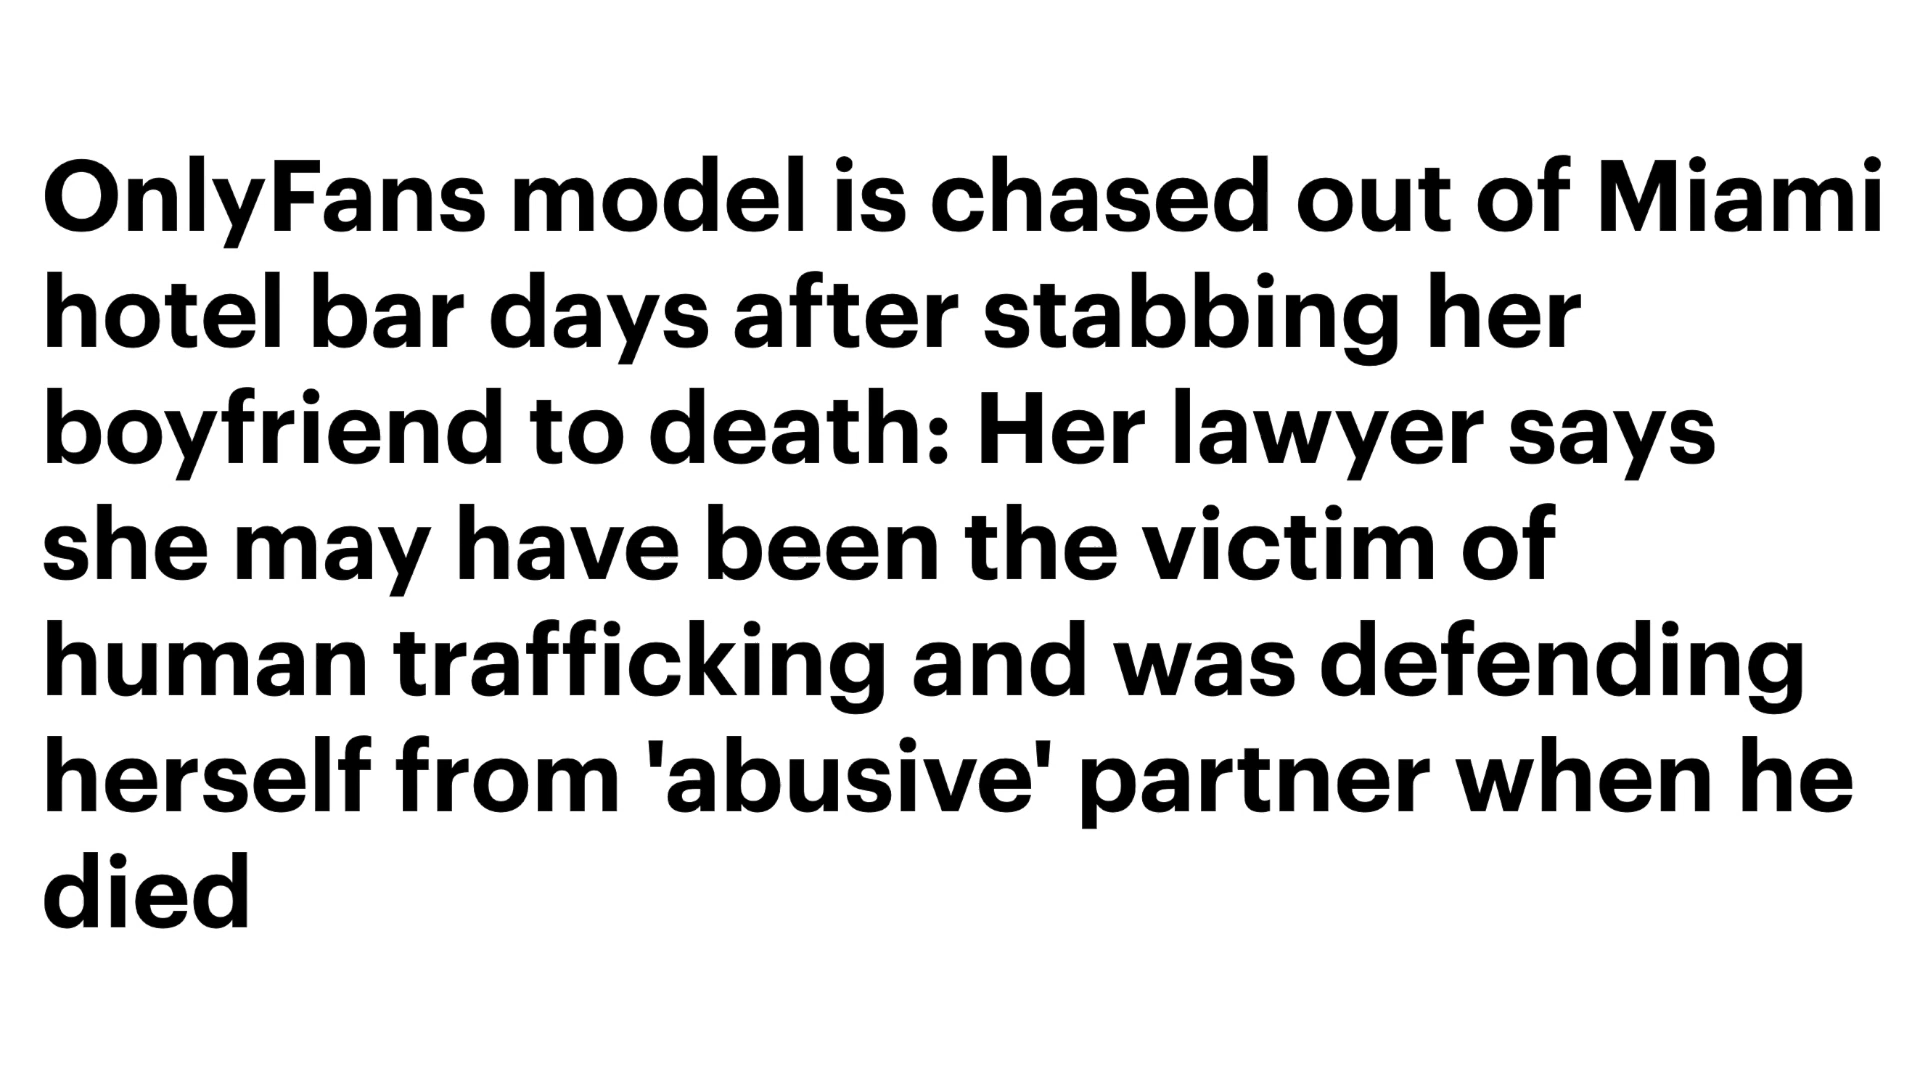 OnlyFans model is chased out of Miami
hotel bar days after stabbing her
boyfriend to death: Her lawyer says
she may have been the victim of
human trafficking and was defending
herself from 'abusive' partner when he
died